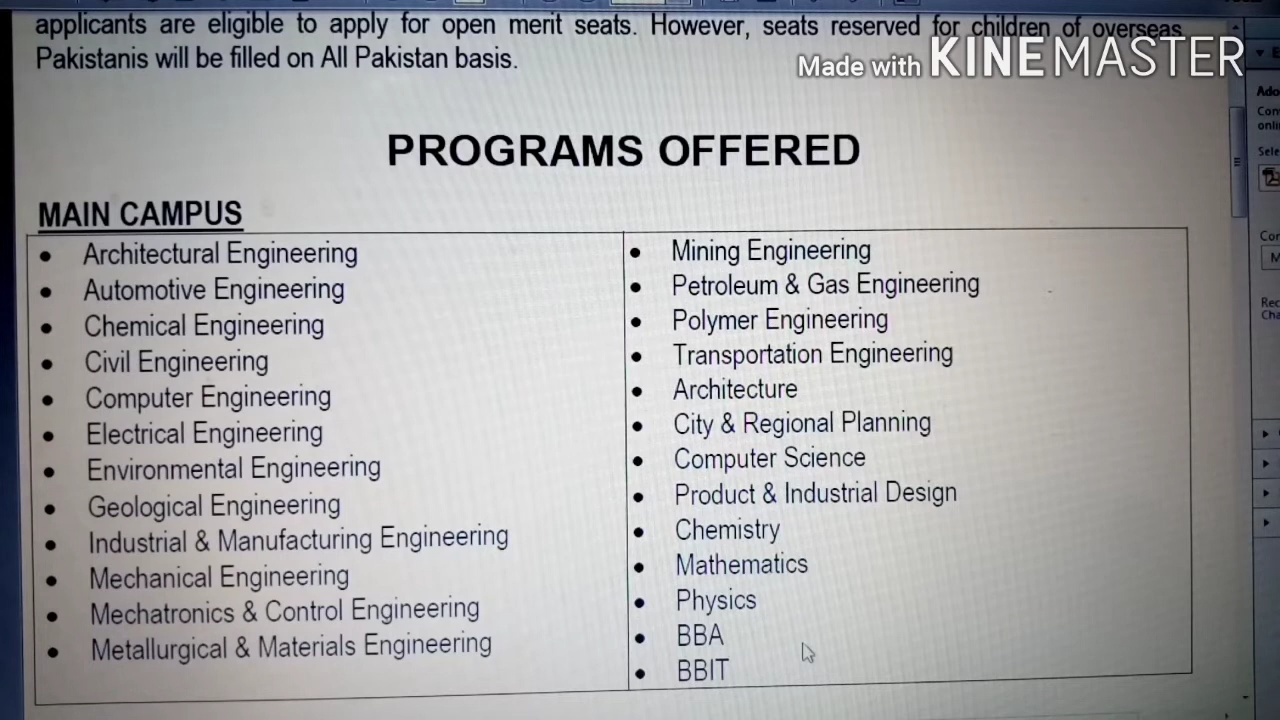 applicants are eligible to apply for open merit seats. However, seats reserved for children of overseas
Pakistanis will be filled on All Pakistan basis.
Made with KINEMASTER
PROGRAMS OFFERED
MAIN CAMPUS
• Architectural Engineering
• Automotive Engineering
• Chemical Engineering
• Civil Engineering
• Computer Engineering
• Electrical Engineering
• Environmental Engineering
• Geological Engineering
• Industrial & Manufacturing Engineering
• Mechanical Engineering
• Mechatronics & Control Engineering
• Metallurgical & Materials Engineering
• Mining Engineering
• Petroleum & Gas Engineering
• Polymer Engineering
• Transportation Engineering
• Architecture
• City & Regional Planning
• Computer Science
• Product & Industrial Design
• Chemistry
• Mathematics
• Physics
• BBA
• BBIT